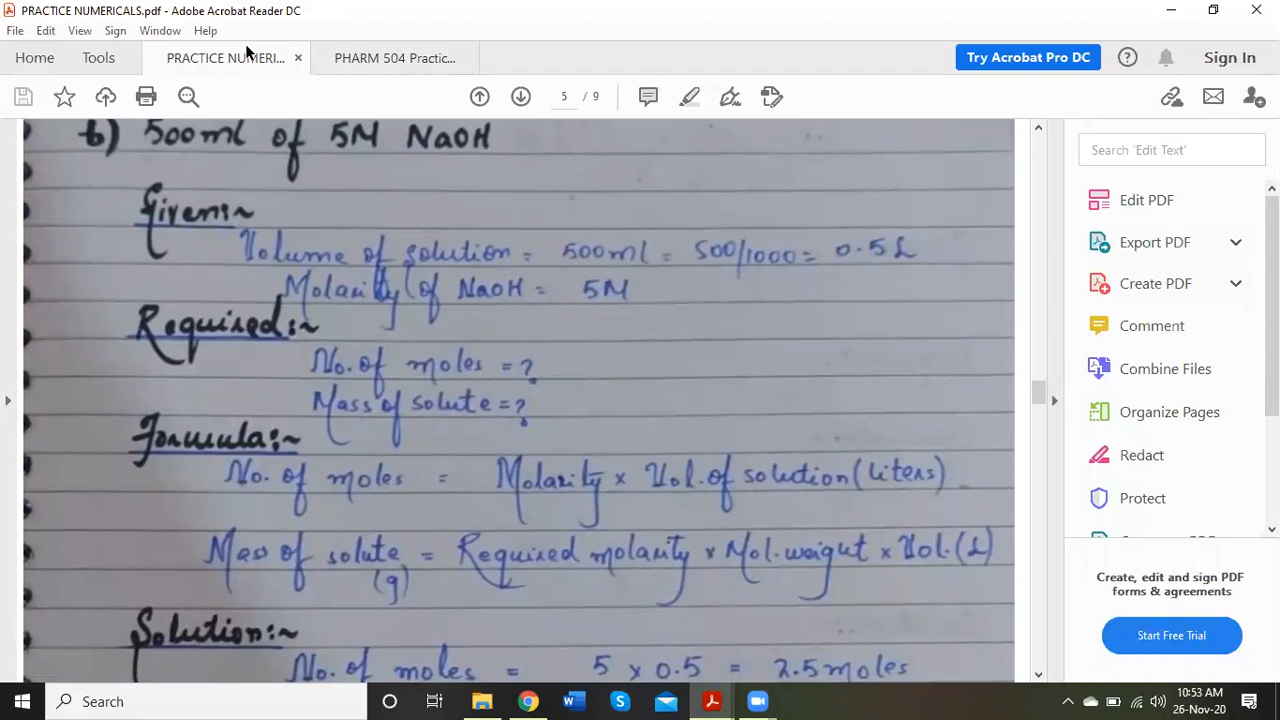 PRACTICE NUMERICALS.pdf - Adobe Acrobat Reader DC
File Edit View Sign Window Help
Home Tools PRACTICE NUMERI... × PHARM 504 Practic... Try Acrobat Pro DC Sign In
5 / 9
Search 'Edit Text'
b) 500ml of 5M NaOH
Given:~
Volume of solution = 500ml = 500/1000 = 0.5L
Molarity of NaOH = 5M
Required:~
No. of moles = ?
Mass of solute = ?
Formula:~
No. of moles = Molarity × Vol. of solution (liters)
Mass of solute = Required molarity × Mol. weight × Vol. (L)
(g)
Solution:~
No. of moles = 5 × 0.5 = 2.5 moles
Edit PDF
Export PDF
Create PDF
Comment
Combine Files
Organize Pages
Redact
Protect
Create, edit and sign PDF
forms & agreements
Start Free Trial
Search
10:53 AM
26-Nov-20